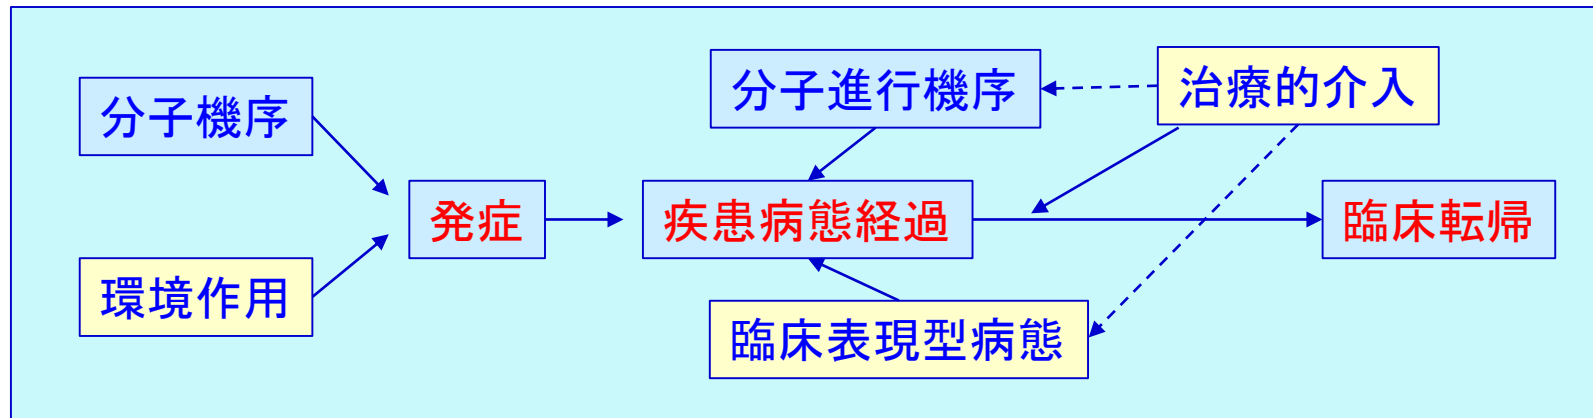 分子機序
環境作用
発症
分子進行機序
疾患病態経過
臨床表現型病態
治療的介入
臨床転帰